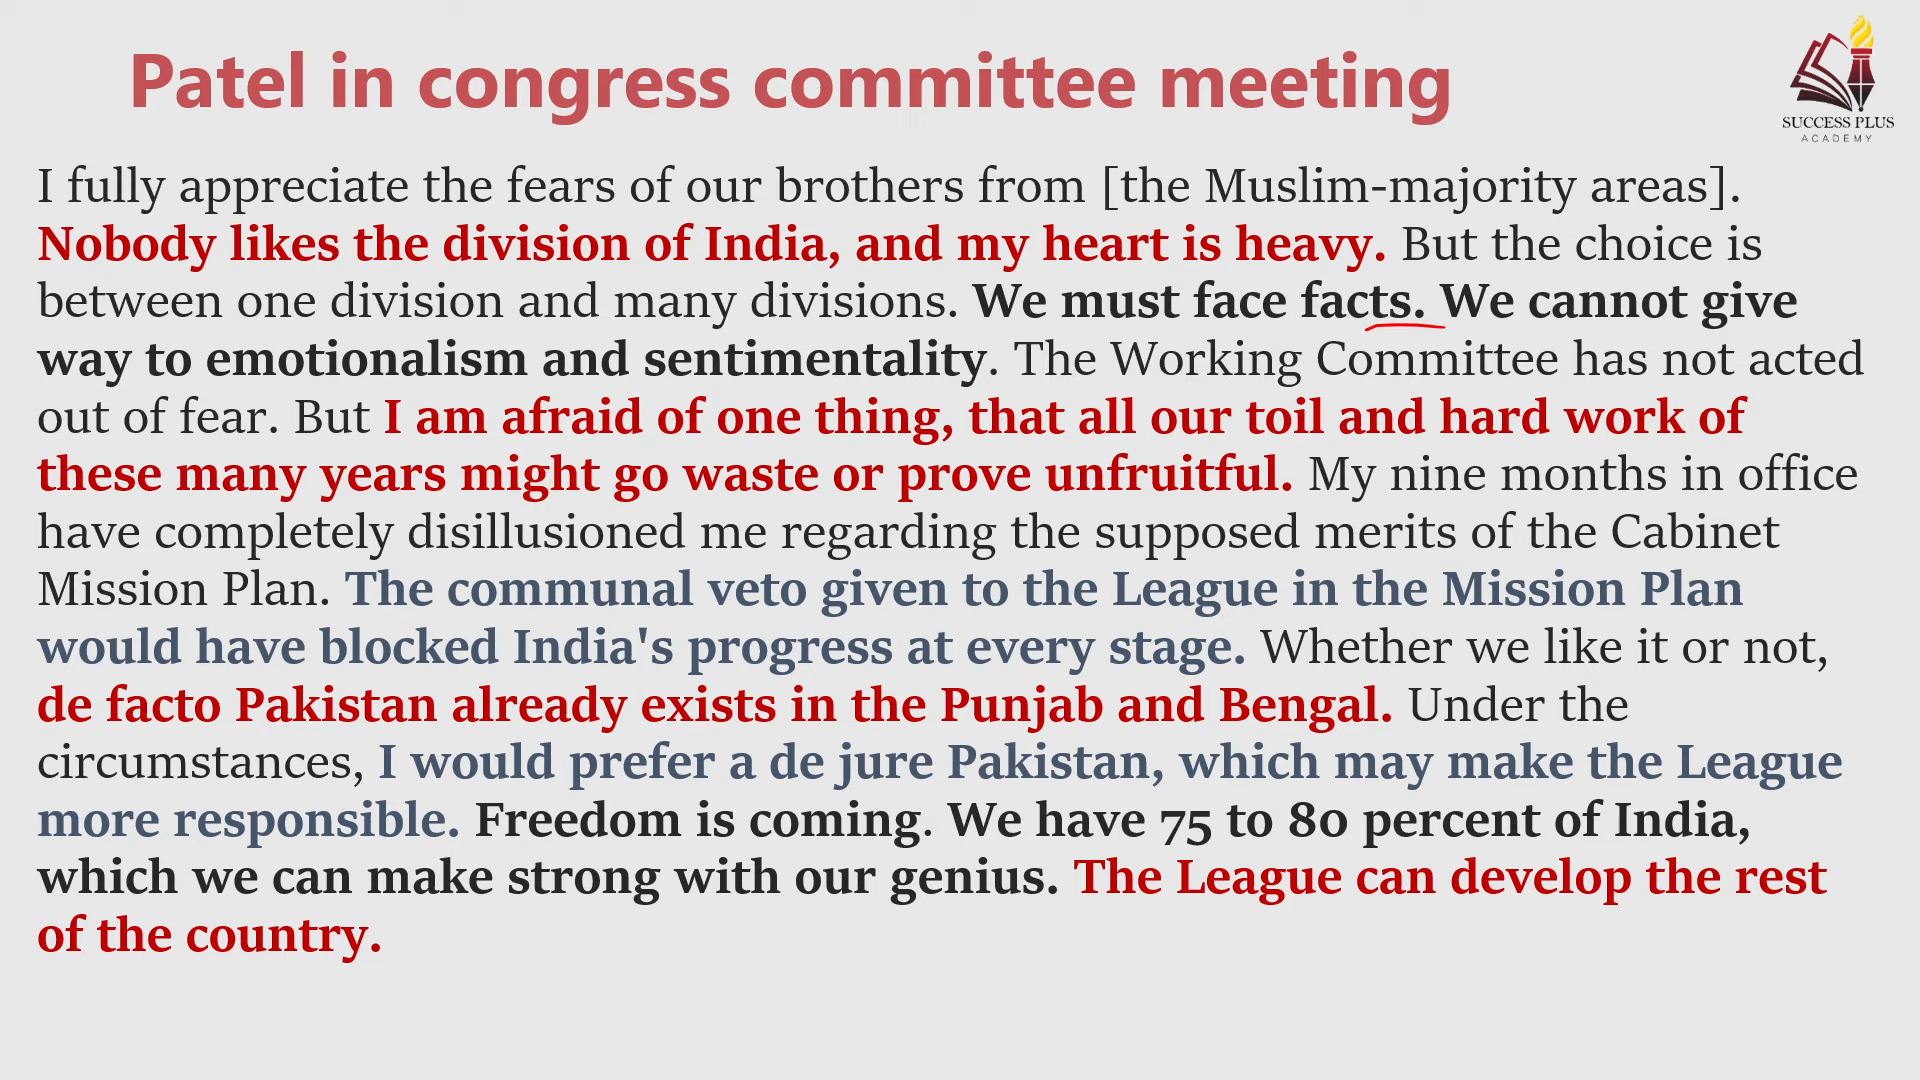 Patel in congress committee meeting
SUCCESS PLUS
ACADEMY
I fully appreciate the fears of our brothers from [the Muslim-majority areas].
Nobody likes the division of India, and my heart is heavy. But the choice is
between one division and many divisions. We must face facts. We cannot give
way to emotionalism and sentimentality. The Working Committee has not acted
out of fear. But I am afraid of one thing, that all our toil and hard work of
these many years might go waste or prove unfruitful. My nine months in office
have completely disillusioned me regarding the supposed merits of the Cabinet
Mission Plan. The communal veto given to the League in the Mission Plan
would have blocked India's progress at every stage. Whether we like it or not,
de facto Pakistan already exists in the Punjab and Bengal. Under the
circumstances, I would prefer a de jure Pakistan, which may make the League
more responsible. Freedom is coming. We have 75 to 80 percent of India,
which we can make strong with our genius. The League can develop the rest
of the country.